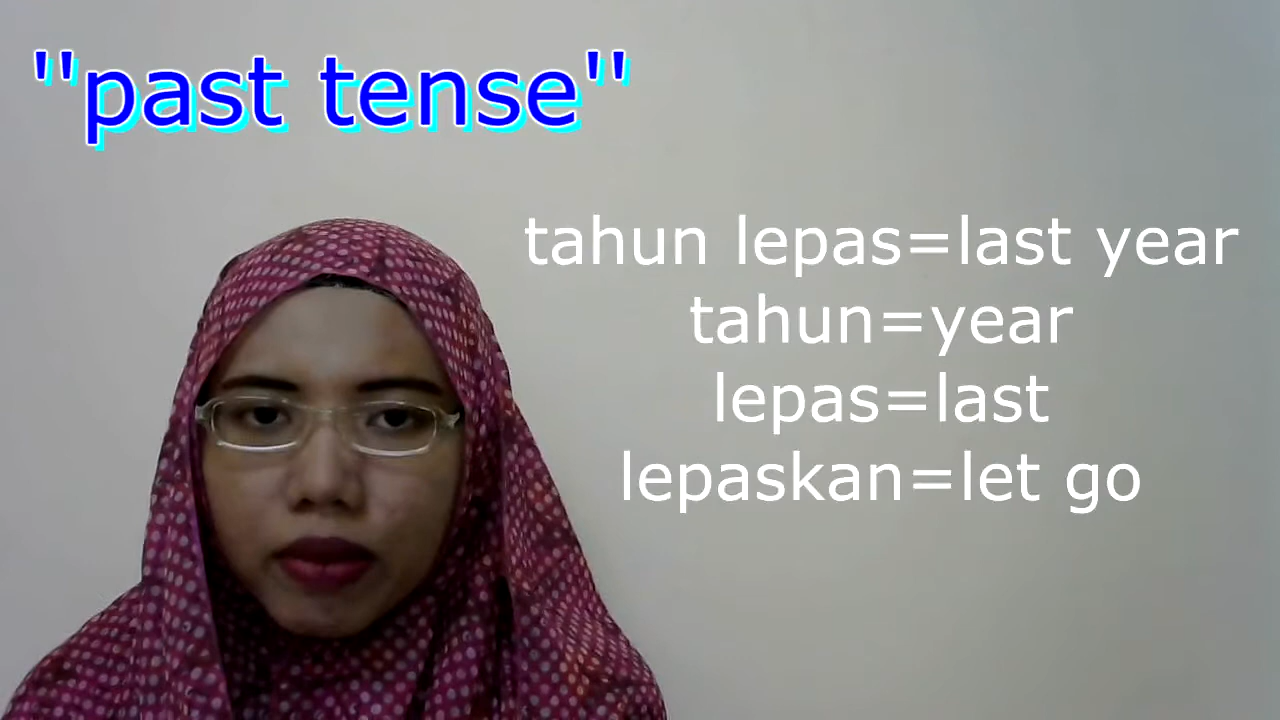 "past tense"
tahun lepas=last year
tahun=year
lepas=last
lepaskan=let go